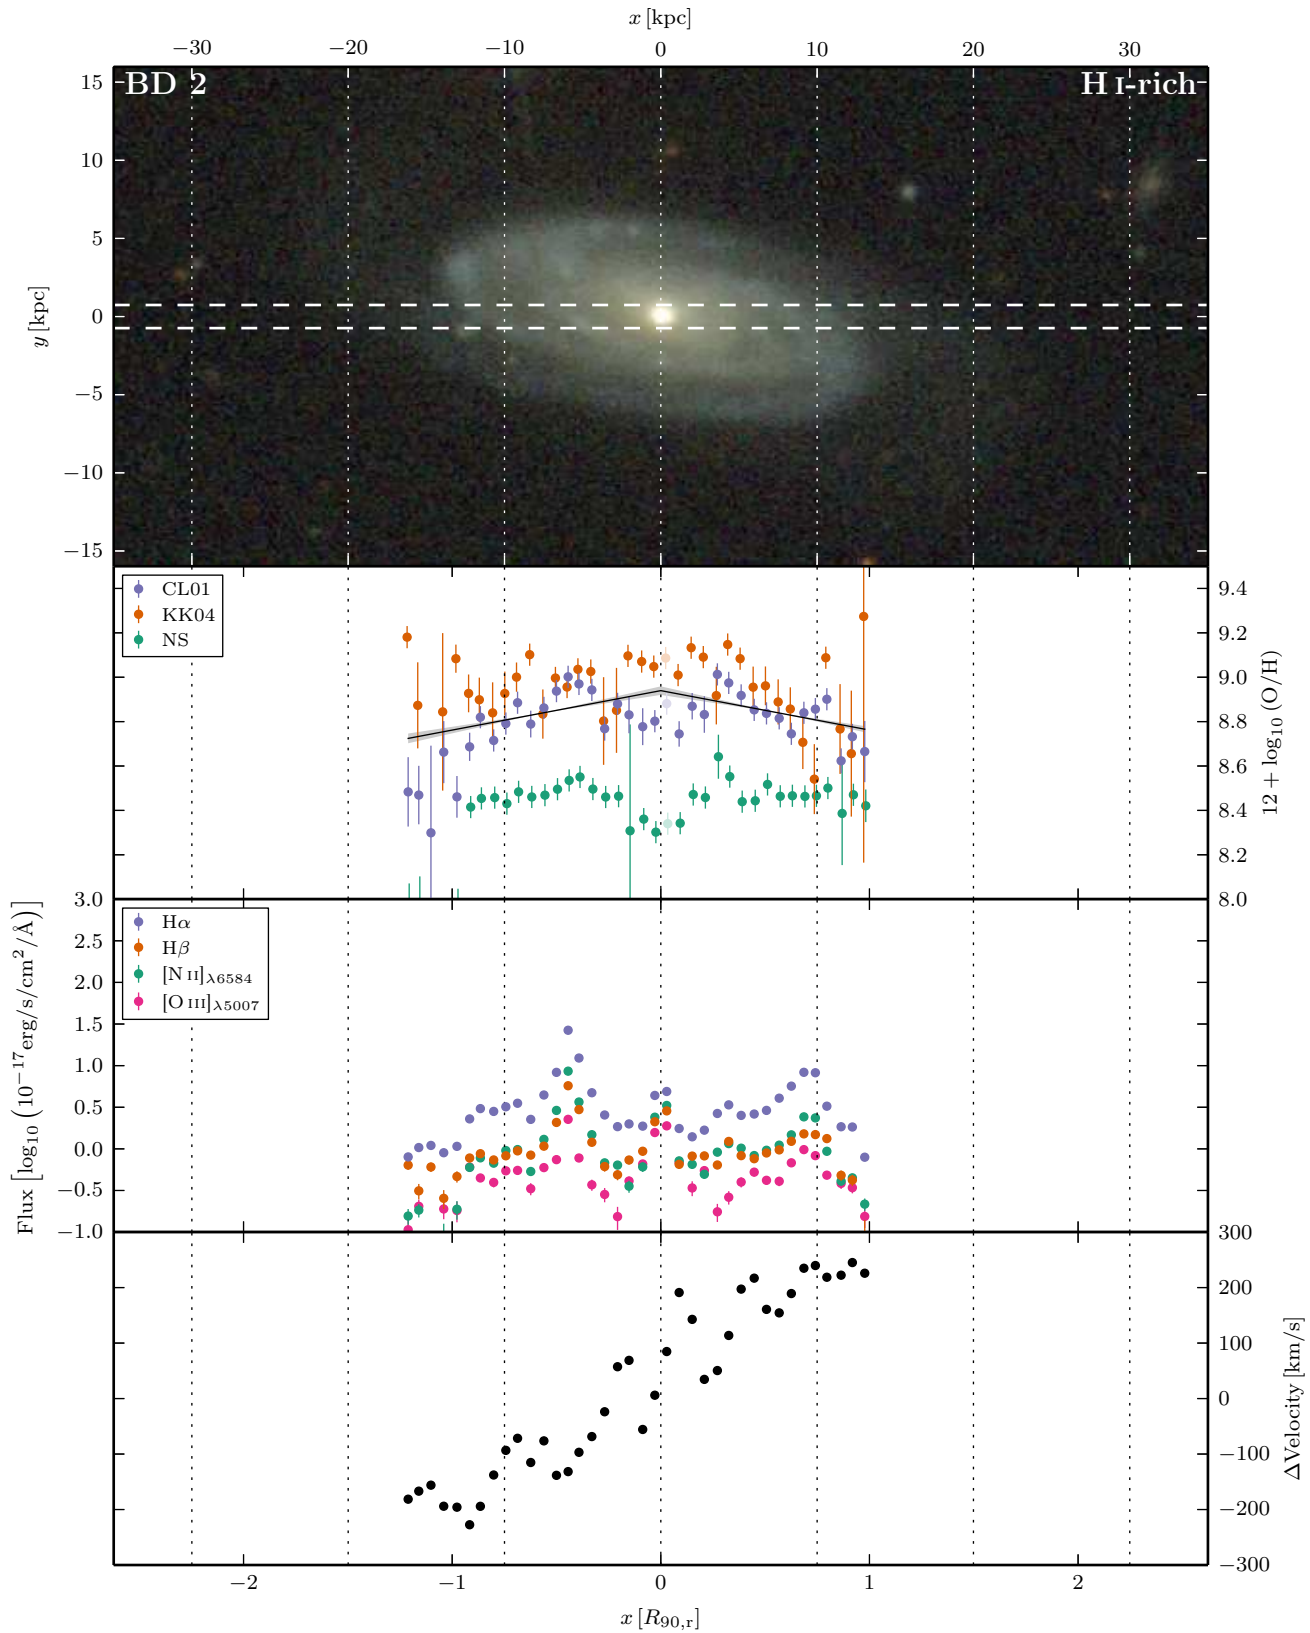 x [kpc]
−30 −20 −10 0 10 20 30
BD 2 H I-rich
15
10
5
0
−5
−10
−15
y [kpc]
CL01
KK04
NS
9.4
9.2
9.0
8.8
8.6
8.4
8.2
8.0
12 + log₁₀ (O/H)
Hα
Hβ
[N II]λ6584
[O III]λ5007
3.0
2.5
2.0
1.5
1.0
0.5
0.0
−0.5
−1.0
Flux [log₁₀ (10⁻¹⁷erg/s/cm²/Å)]
300
200
100
0
−100
−200
−300
ΔVelocity [km/s]
−2 −1 0 1 2
x [R₉₀,ᵣ]